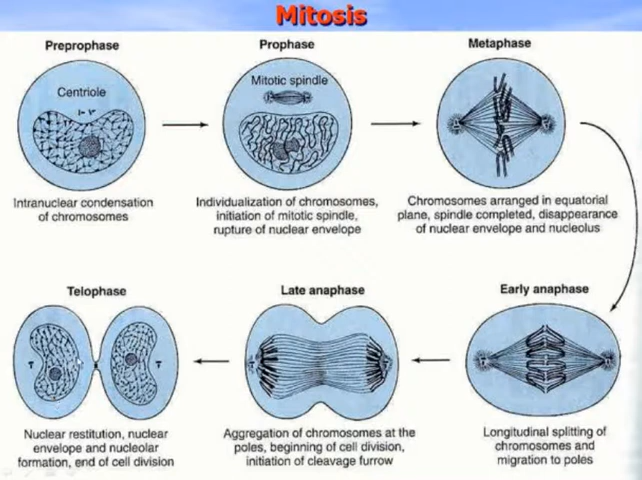 Mitosis
Preprophase
Prophase
Metaphase
Centriole
Mitotic spindle
Intranuclear condensation
of chromosomes
Individualization of chromosomes,
initiation of mitotic spindle,
rupture of nuclear envelope
Chromosomes arranged in equatorial
plane, spindle completed, disappearance
of nuclear envelope and nucleolus
Telophase
Late anaphase
Early anaphase
Nuclear restitution, nuclear
envelope and nucleolar
formation, end of cell division
Aggregation of chromosomes at the
poles, beginning of cell division,
initiation of cleavage furrow
Longitudinal splitting of
chromosomes and
migration to poles